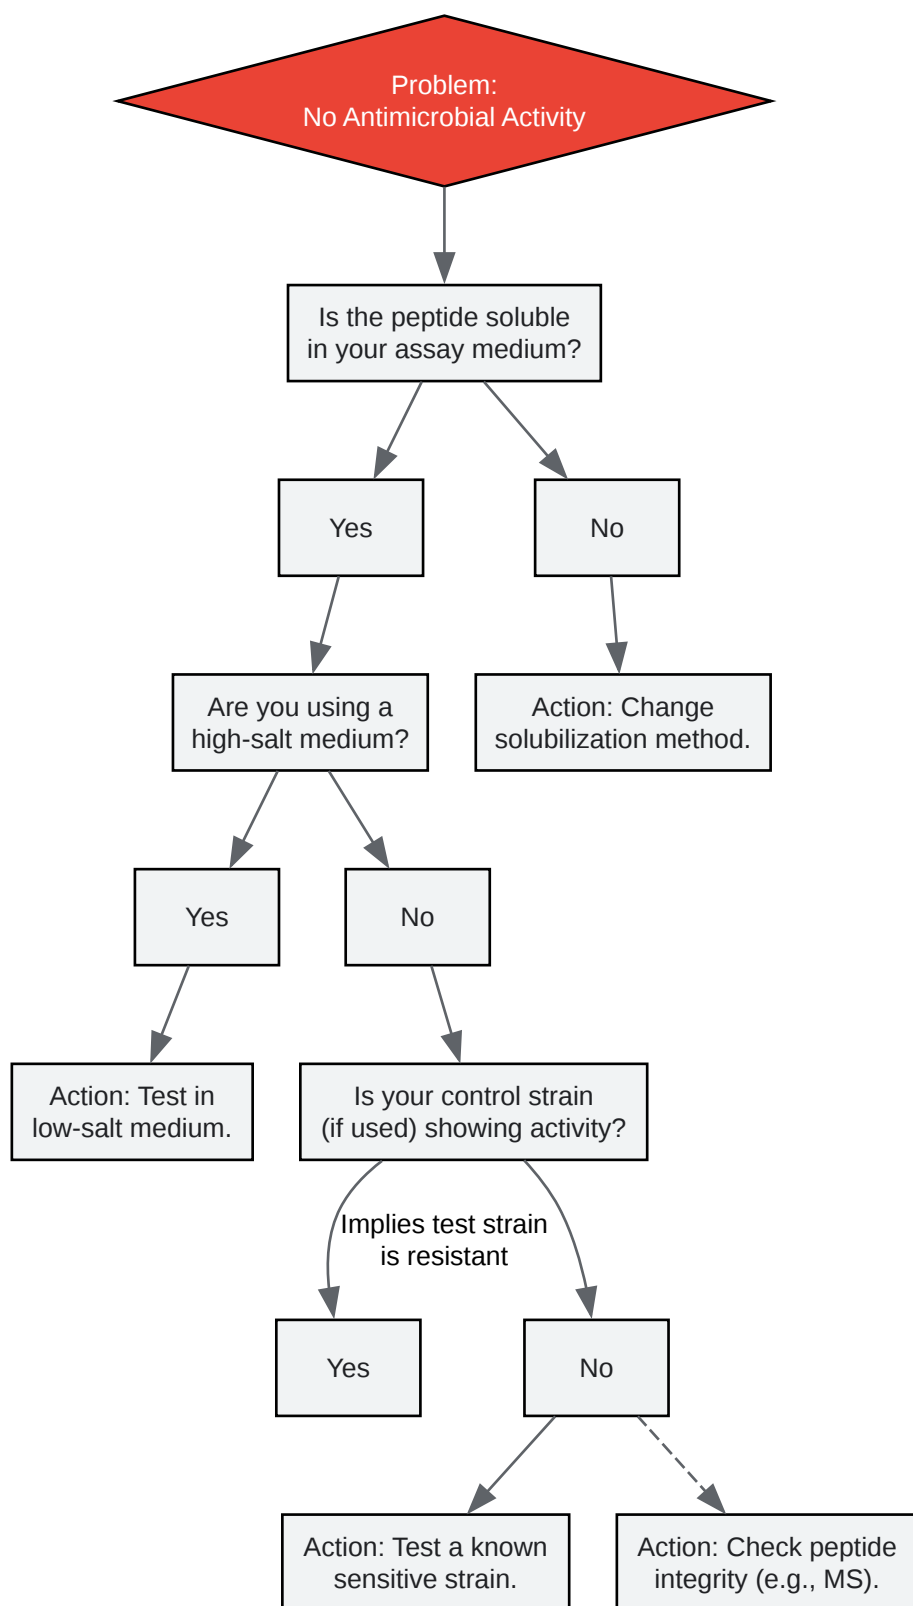 Problem:
No Antimicrobial Activity
Is the peptide soluble
in your assay medium?
Yes
No
Are you using a
high-salt medium?
Action: Change
solubilization method.
Yes
No
Action: Test in
low-salt medium.
Is your control strain
(if used) showing activity?
Implies test strain
is resistant
Yes
No
Action: Test a known
sensitive strain.
Action: Check peptide
integrity (e.g., MS).